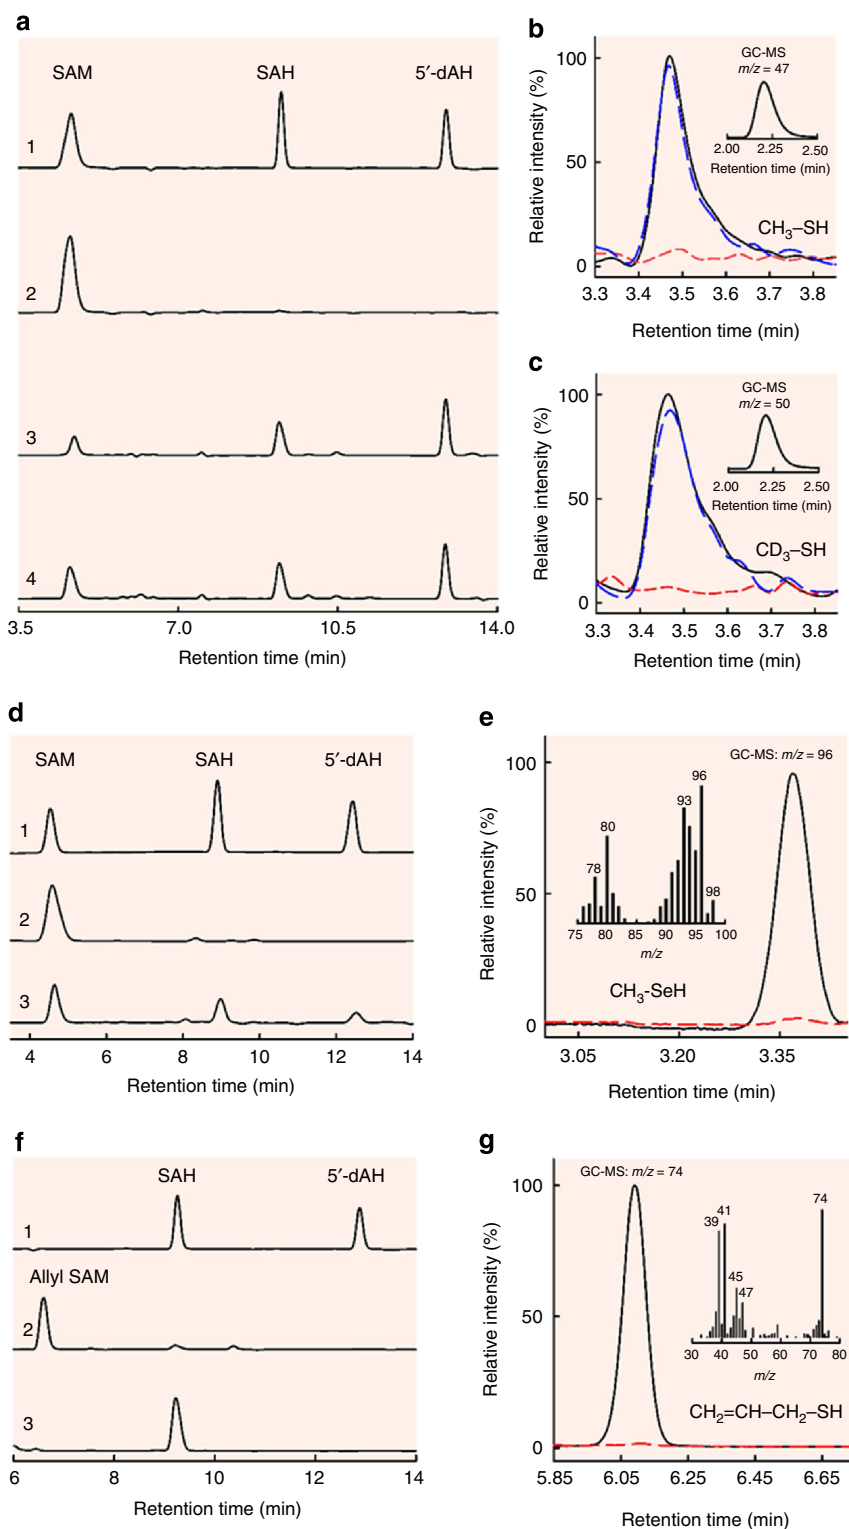 a
SAM SAH 5′-dAH
1
2
3
4
3.5 7.0 10.5 14.0
Retention time (min)
b
Relative intensity (%)
100
50
0
GC-MS
m/z = 47
2.00 2.25 2.50
Retention time (min)
CH3–SH
3.3 3.4 3.5 3.6 3.7 3.8
Retention time (min)
c
Relative intensity (%)
100
50
0
GC-MS
m/z = 50
2.00 2.25 2.50
Retention time (min)
CD3–SH
3.3 3.4 3.5 3.6 3.7 3.8
Retention time (min)
d
SAM SAH 5′-dAH
1
2
3
4 6 8 10 12 14
Retention time (min)
e
Relative intensity (%)
100
50
0
GC-MS: m/z = 96
96
93
80
78
98
75 80 85 90 95 100
m/z
CH3-SeH
3.05 3.20 3.35
Retention time (min)
f
SAH 5′-dAH
1
Allyl SAM
2
3
6 8 10 12 14
Retention time (min)
g
Relative intensity (%)
100
50
0
GC-MS: m/z = 74
74
41
39
45
47
30 40 50 60 70 80
m/z
CH2=CH–CH2–SH
5.85 6.05 6.25 6.45 6.65
Retention time (min)